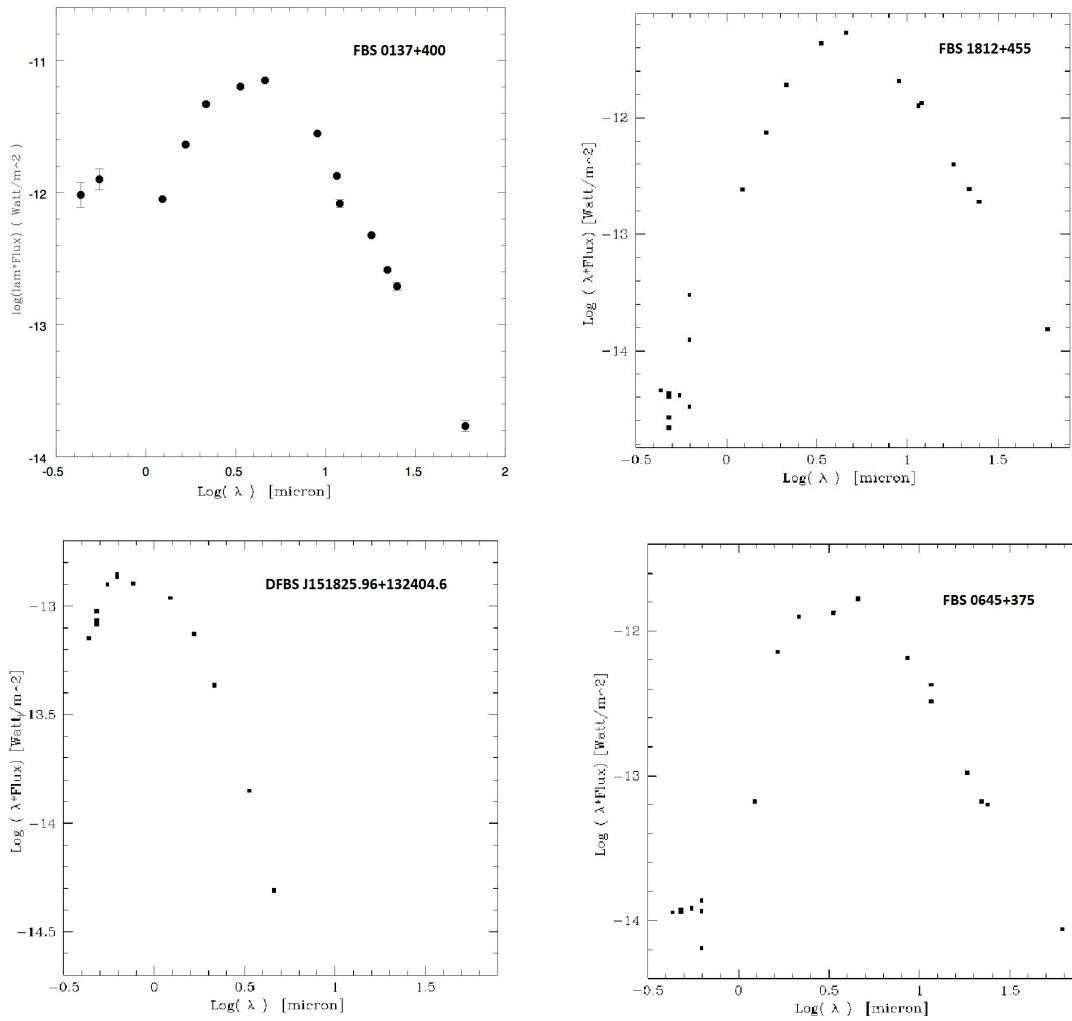 FBS 0137+400
-11
-12
-13
-14
log(lam*Flux) ( Watt/m^2 )
-0.5
0
0.5
1
1.5
2
Log( λ ) [micron]
FBS 1812+455
−12
−13
−14
Log ( λ*Flux) [Watt/m^2]
−0.5
0
0.5
1
1.5
Log( λ ) [micron]
DFBS J151825.96+132404.6
−13
−13.5
−14
−14.5
Log ( λ*Flux) [Watt/m^2]
−0.5
0
0.5
1
1.5
Log( λ ) [micron]
FBS 0645+375
−12
−13
−14
Log ( λ*Flux) [Watt/m^2]
−0.5
0
0.5
1
1.5
Log( λ ) [micron]